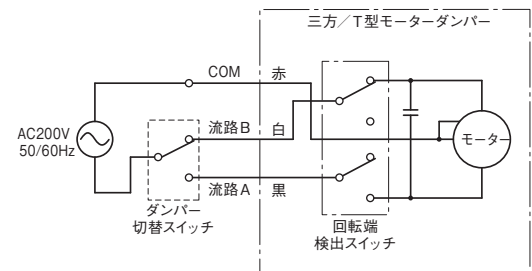 三方／T型モーターダンパー
COM
赤
AC200V
50/60Hz
流路B
白
モーター
流路A
黒
ダンパー
切替スイッチ
回転端
検出スイッチ